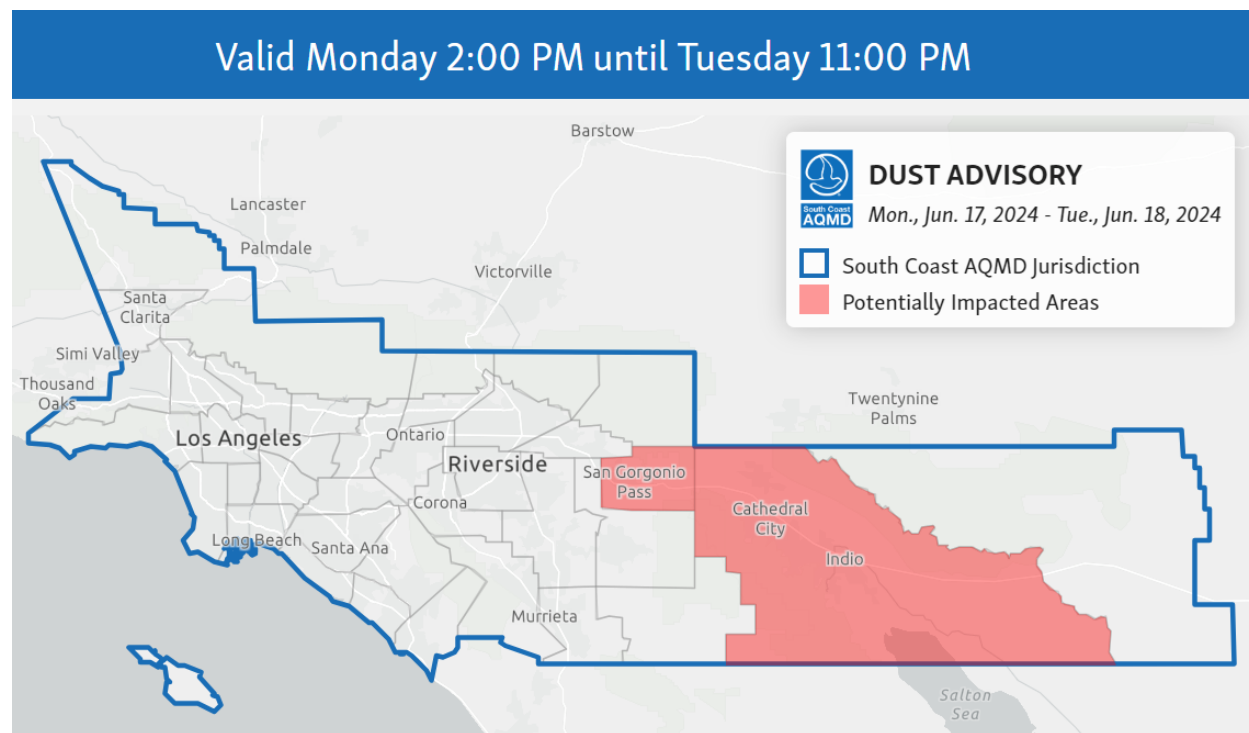 Valid Monday 2:00 PM until Tuesday 11:00 PM
Barstow
DUST ADVISORY
South Coast
AQMD
Mon., Jun. 17, 2024 - Tue., Jun. 18, 2024
South Coast AQMD Jurisdiction
Potentially Impacted Areas
Lancaster
Palmdale
Victorville
Santa
Clarita
Simi Valley
Thousand
Oaks
Twentynine
Palms
Los Angeles
Ontario
Riverside
San Gorgonio
Pass
Corona
Cathedral
City
Long Beach
Santa Ana
Indio
Murrieta
Salton
Sea